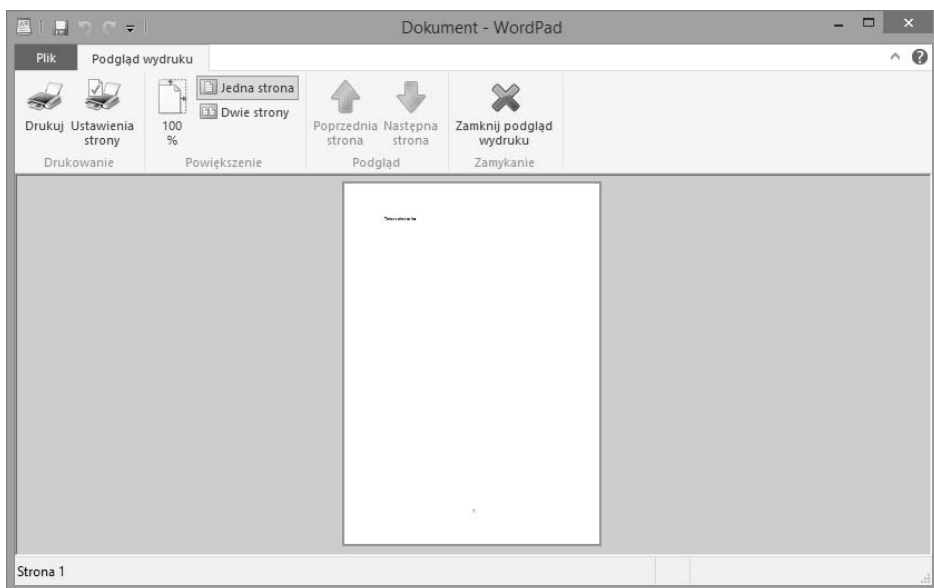 Dokument - WordPad
Plik
Podgląd wydruku
Drukuj
Ustawienia
strony
100
%
Jedna strona
Dwie strony
Poprzednia
strona
Następna
strona
Zamknij podgląd
wydruku
Drukowanie
Powiększenie
Podgląd
Zamykanie
Strona 1